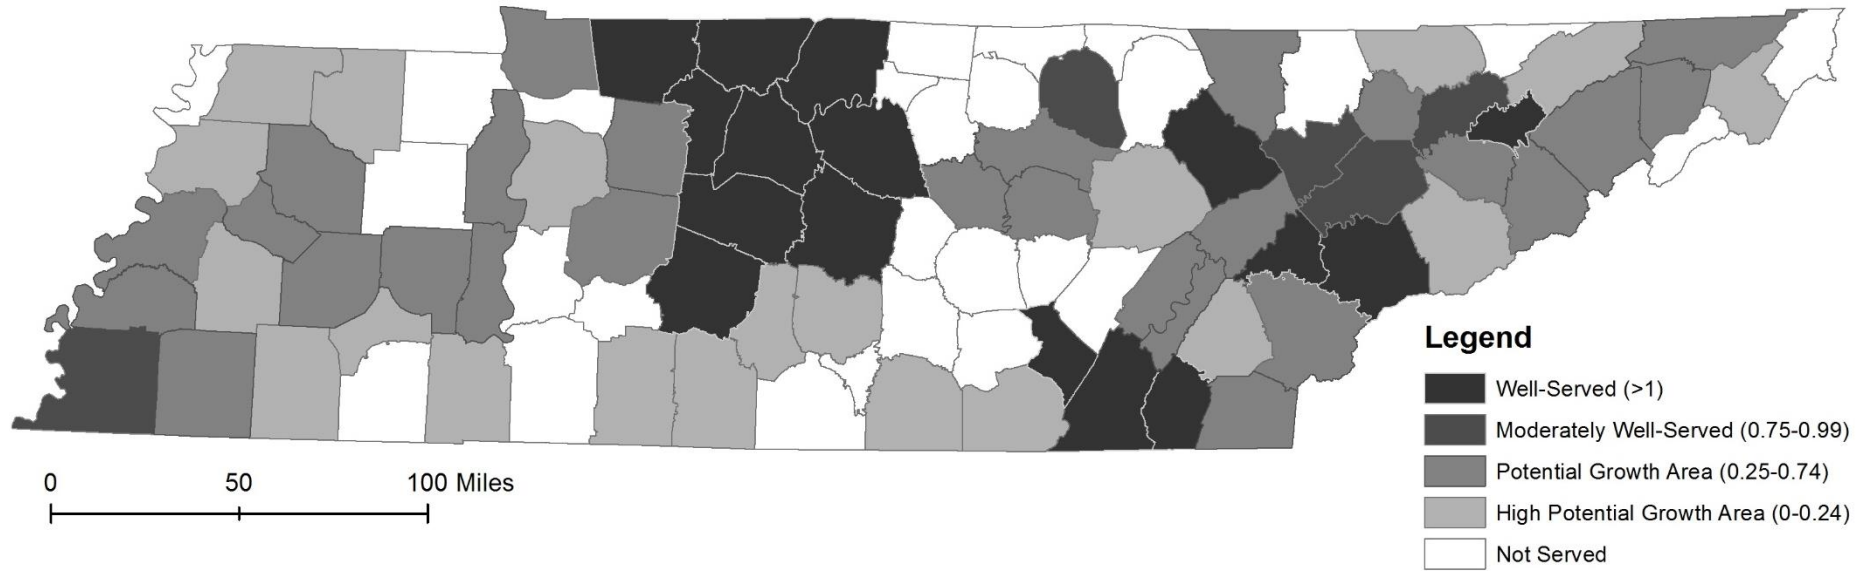 Legend
Well-Served (>1)
Moderately Well-Served (0.75-0.99)
Potential Growth Area (0.25-0.74)
High Potential Growth Area (0-0.24)
Not Served
0 50 100 Miles